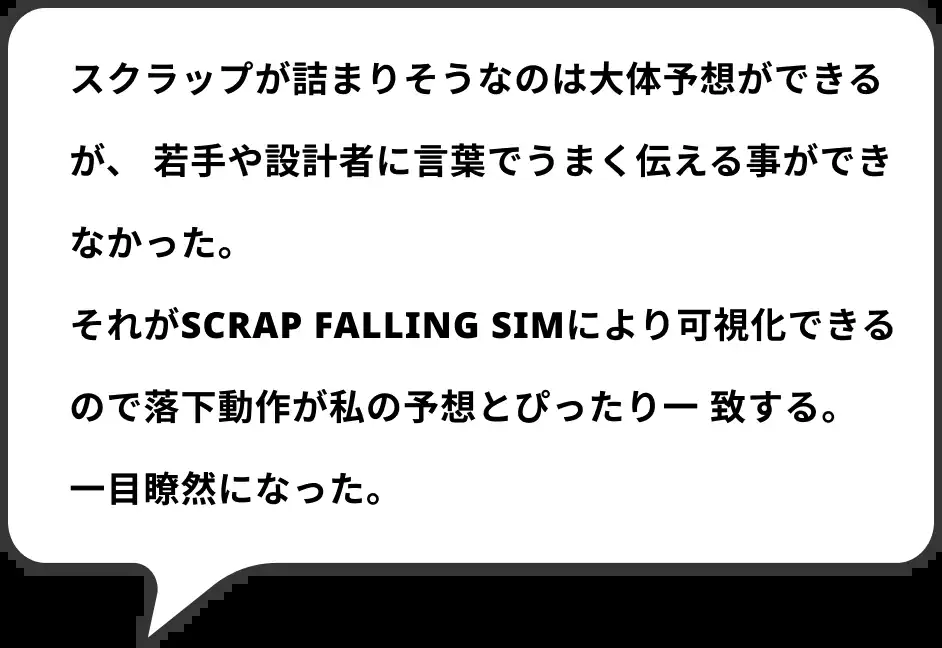 スクラップが詰まりそうなのは大体予想ができる
が、 若手や設計者に言葉でうまく伝える事ができ
なかった。
それがSCRAP FALLING SIMにより可視化できる
ので落下動作が私の予想とぴったり一 致する。
一目瞭然になった。